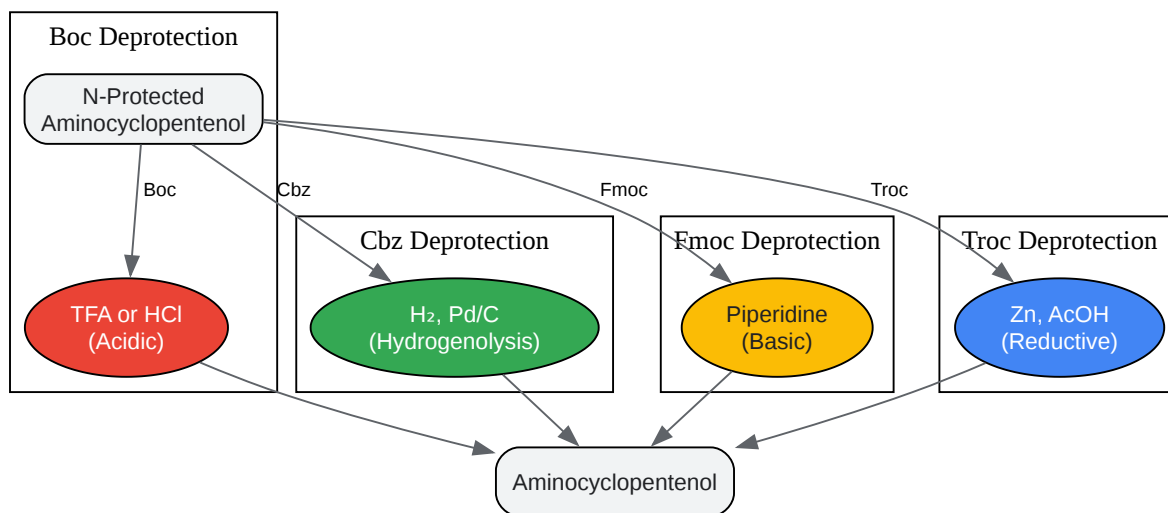 Boc Deprotection
N-Protected
Aminocyclopentenol
Boc
Cbz
Fmoc
Troc
Cbz Deprotection
Fmoc Deprotection
Troc Deprotection
TFA or HCl
(Acidic)
H₂, Pd/C
(Hydrogenolysis)
Piperidine
(Basic)
Zn, AcOH
(Reductive)
Aminocyclopentenol